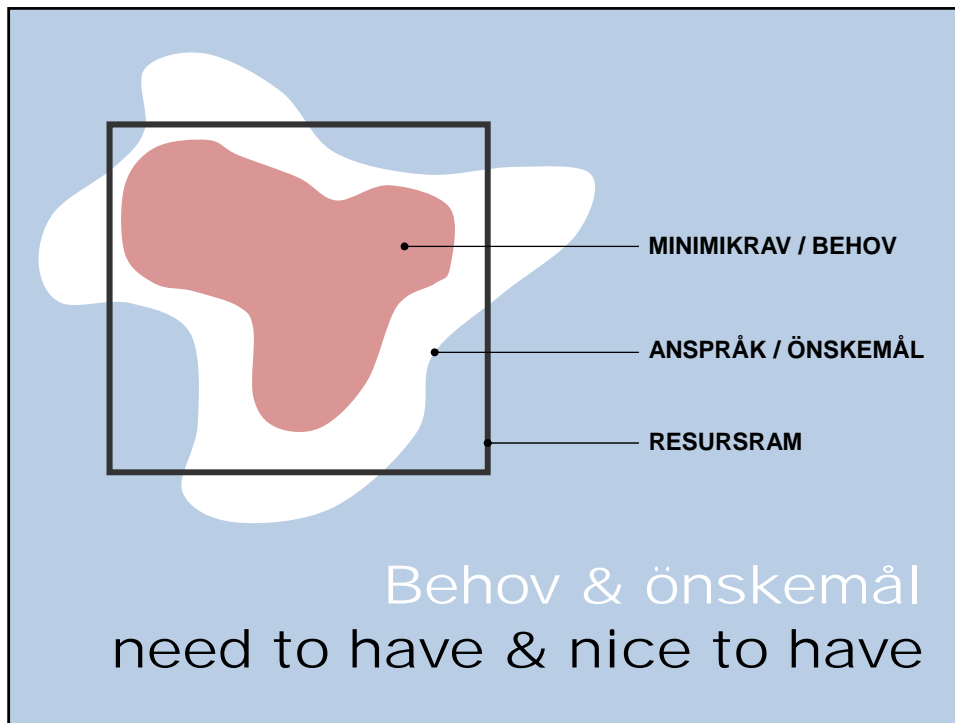 MINIMIKRAV / BEHOV
ANSPRÅK / ÖNSKEMÅL
RESURSRAM
Behov & önskemål
need to have & nice to have